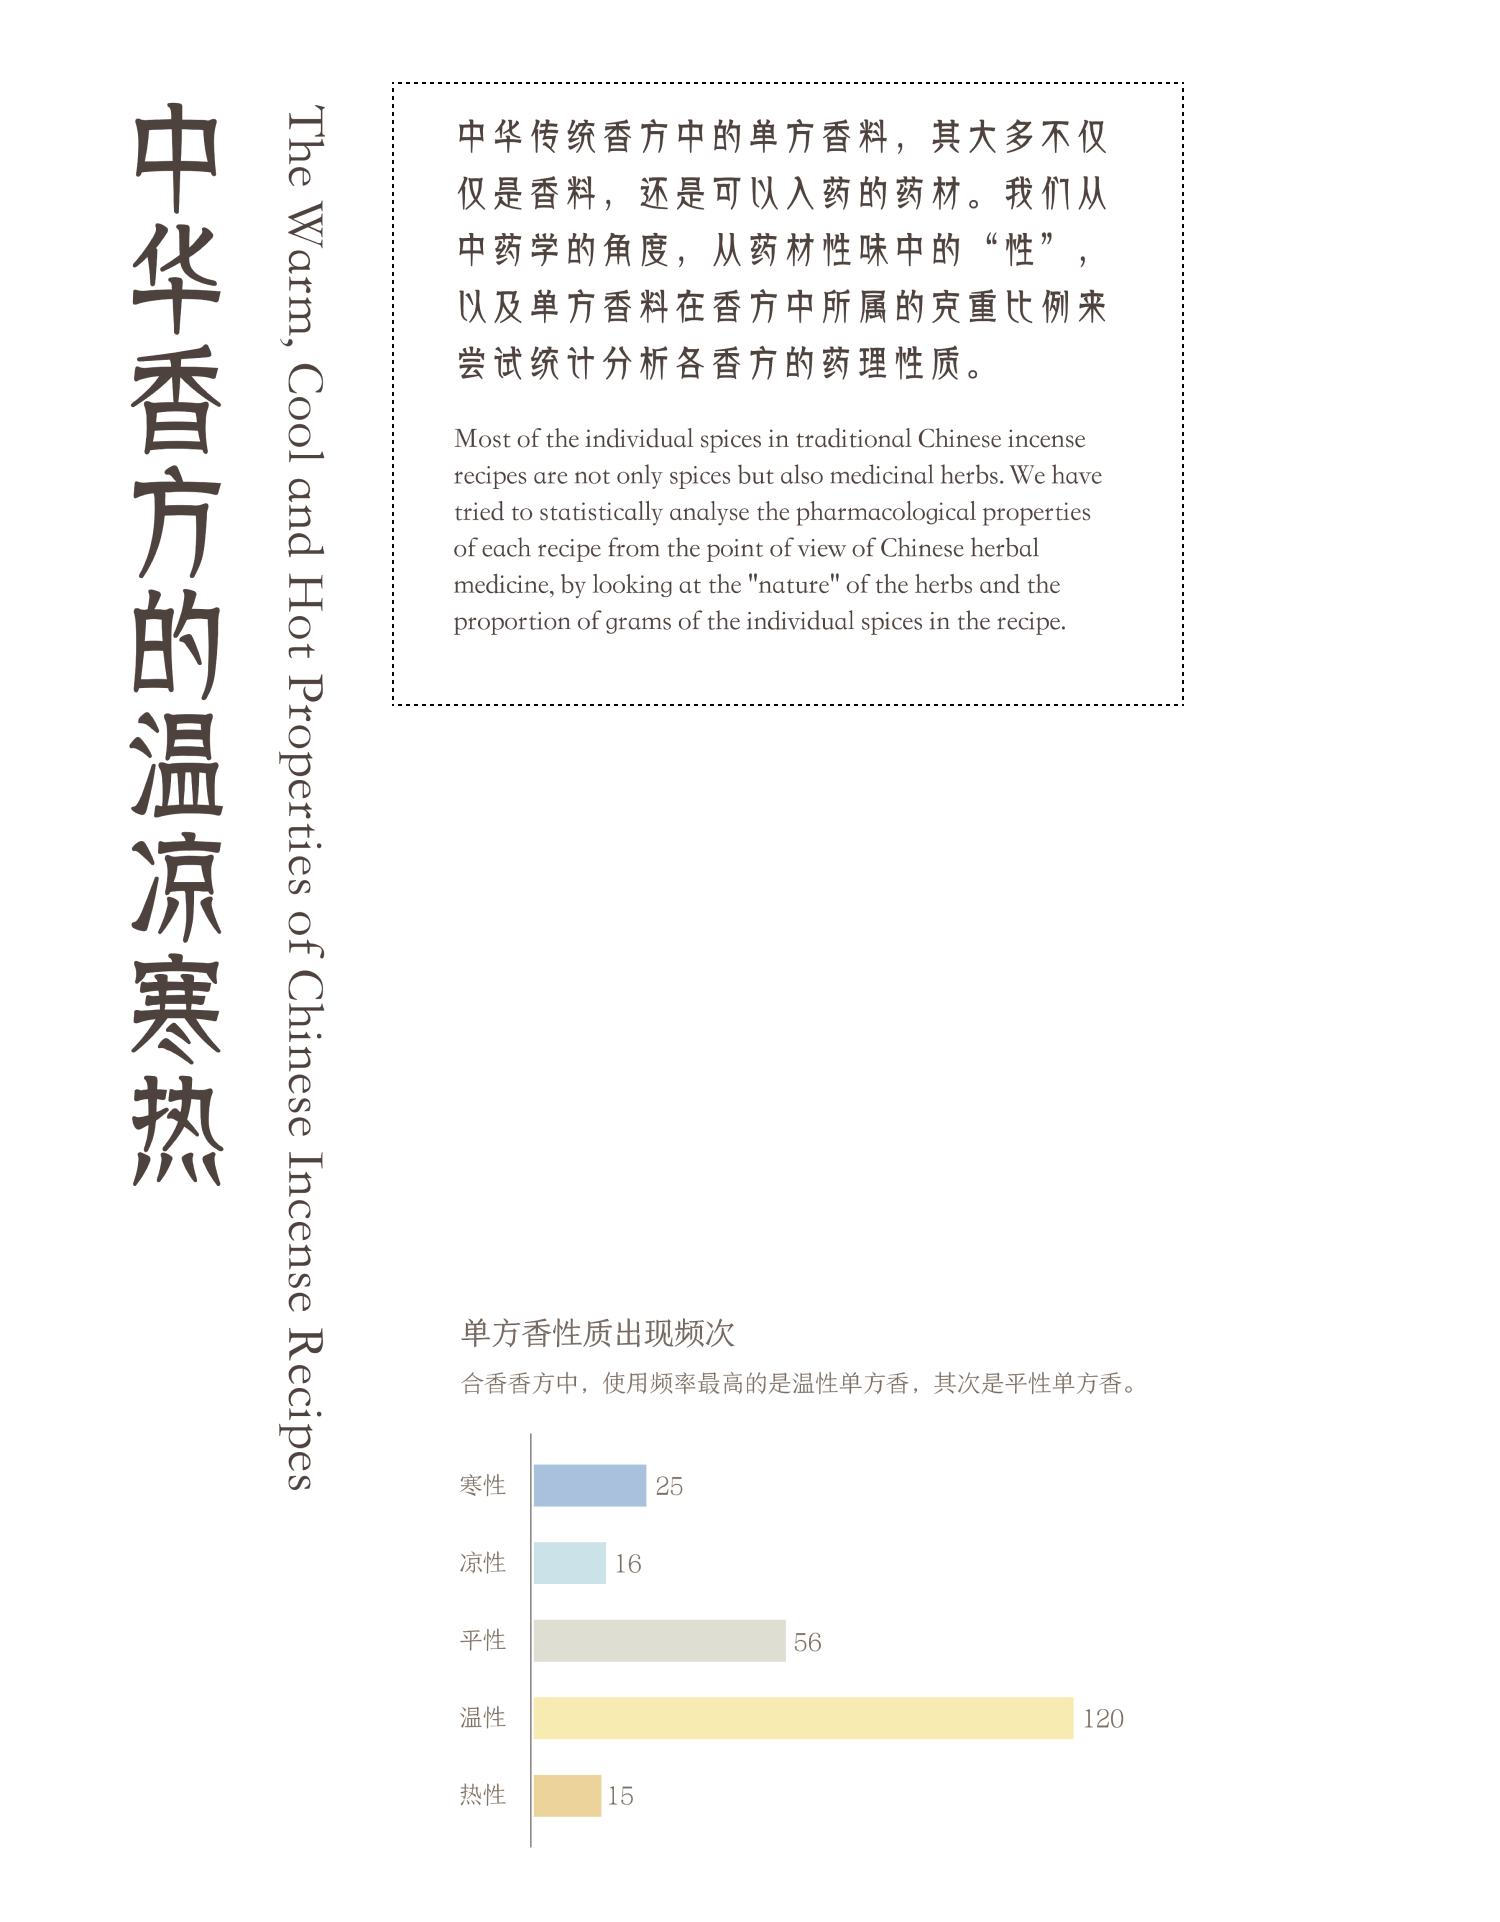 中华香方的温凉寒热
The Warm, Cool and Hot Properties of Chinese Incense Recipes
中华传统香方中的单方香料，其大多不仅
仅是香料，还是可以入药的药材。我们从
中药学的角度，从药材性味中的“性”，
以及单方香料在香方中所属的克重比例来
尝试统计分析各香方的药理性质。
Most of the individual spices in traditional Chinese incense
recipes are not only spices but also medicinal herbs. We have
tried to statistically analyse the pharmacological properties
of each recipe from the point of view of Chinese herbal
medicine, by looking at the "nature" of the herbs and the
proportion of grams of the individual spices in the recipe.
单方香性质出现频次
合香香方中，使用频率最高的是温性单方香，其次是平性单方香。
寒性 25
凉性 16
平性 56
温性 120
热性 15